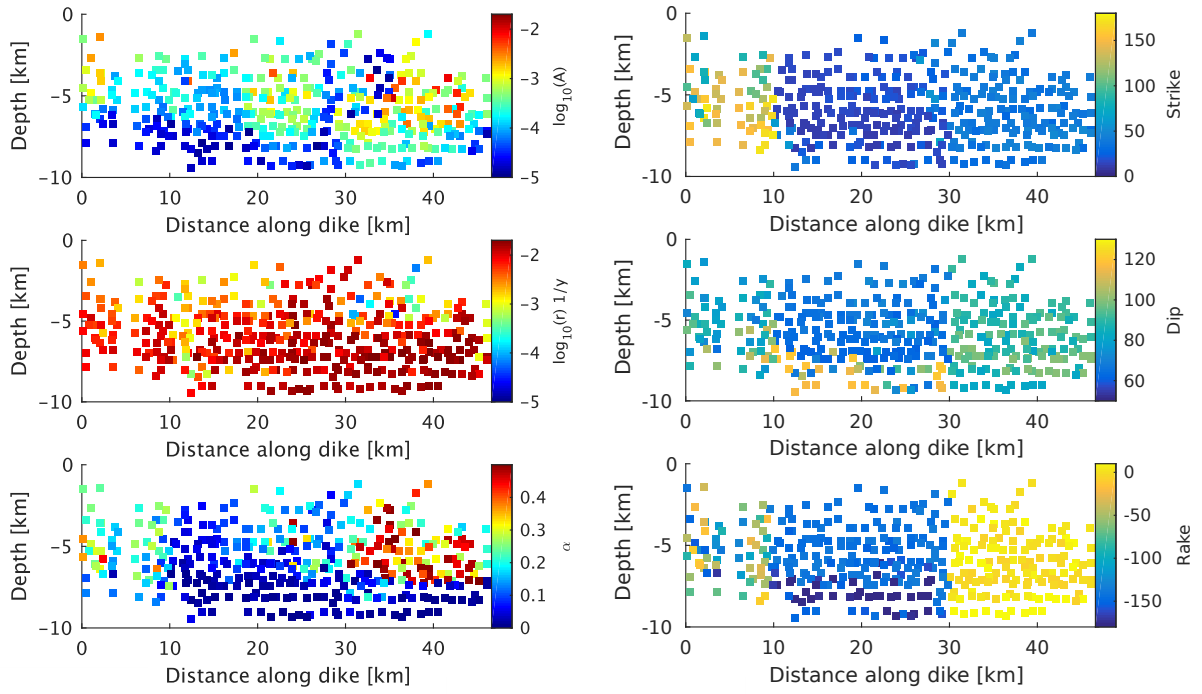 0
-5
-10
Depth [km]
0 10 20 30 40
Distance along dike [km]
-2
-3
-4
-5
log10(A)
0
-5
-10
Depth [km]
0 10 20 30 40
Distance along dike [km]
150
100
50
0
Strike
0
-5
-10
Depth [km]
0 10 20 30 40
Distance along dike [km]
-2
-3
-4
-5
log10(r) 1/y
0
-5
-10
Depth [km]
0 10 20 30 40
Distance along dike [km]
120
100
80
60
Dip
0
-5
-10
Depth [km]
0 10 20 30 40
Distance along dike [km]
0.4
0.3
0.2
0.1
0
α
0
-5
-10
Depth [km]
0 10 20 30 40
Distance along dike [km]
0
-50
-100
-150
Rake